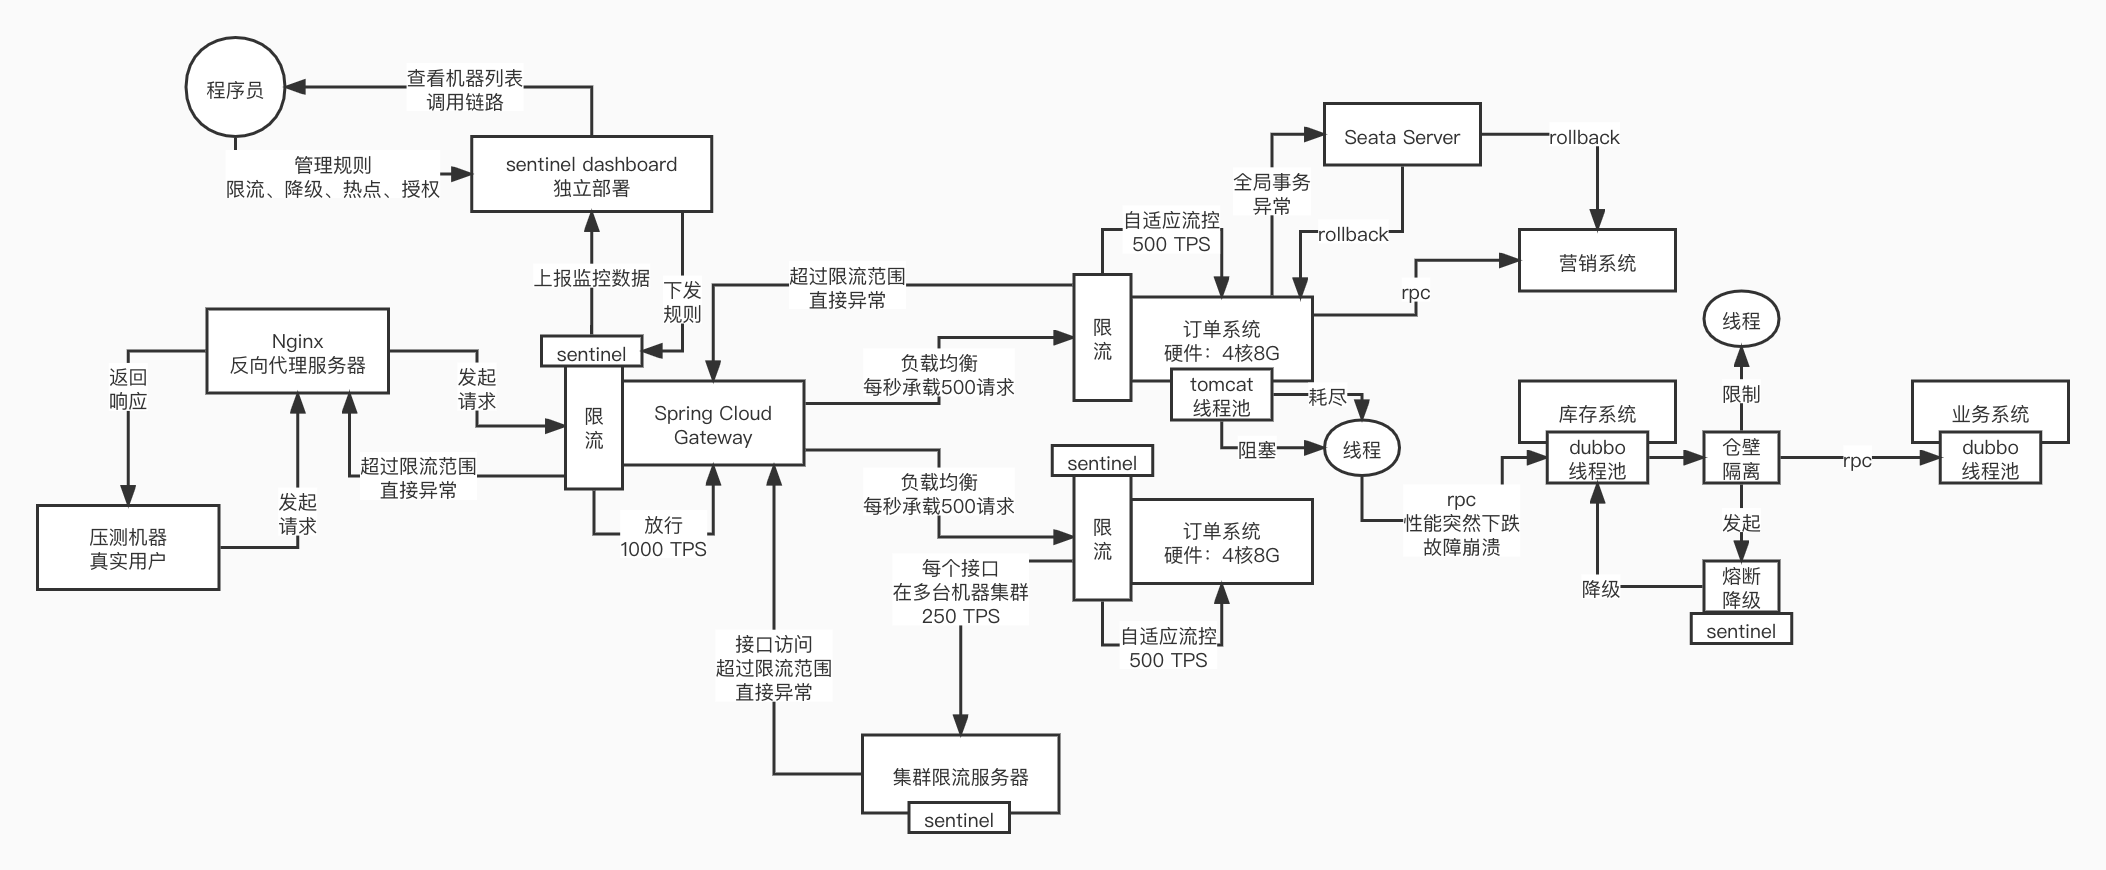 程序员
查看机器列表
调用链路
管理规则
限流、降级、热点、授权
sentinel dashboard
独立部署
上报监控数据
下发
规则
sentinel
Nginx
反向代理服务器
返回
响应
发起
请求
超过限流范围
直接异常
发起
请求
压测机器
真实用户
限
流
Spring Cloud
Gateway
放行
1000 TPS
超过限流范围
直接异常
负载均衡
每秒承载500请求
负载均衡
每秒承载500请求
接口访问
超过限流范围
直接异常
每个接口
在多台机器集群
250 TPS
集群限流服务器
sentinel
自适应流控
500 TPS
限
流
订单系统
硬件：4核8G
tomcat
线程池
耗尽
阻塞
线程
sentinel
限
流
订单系统
硬件：4核8G
自适应流控
500 TPS
全局事务
异常
Seata Server
rollback
rollback
rpc
营销系统
rpc
性能突然下跌
故障崩溃
库存系统
dubbo
线程池
线程
限制
仓壁
隔离
发起
熔断
降级
sentinel
降级
rpc
业务系统
dubbo
线程池